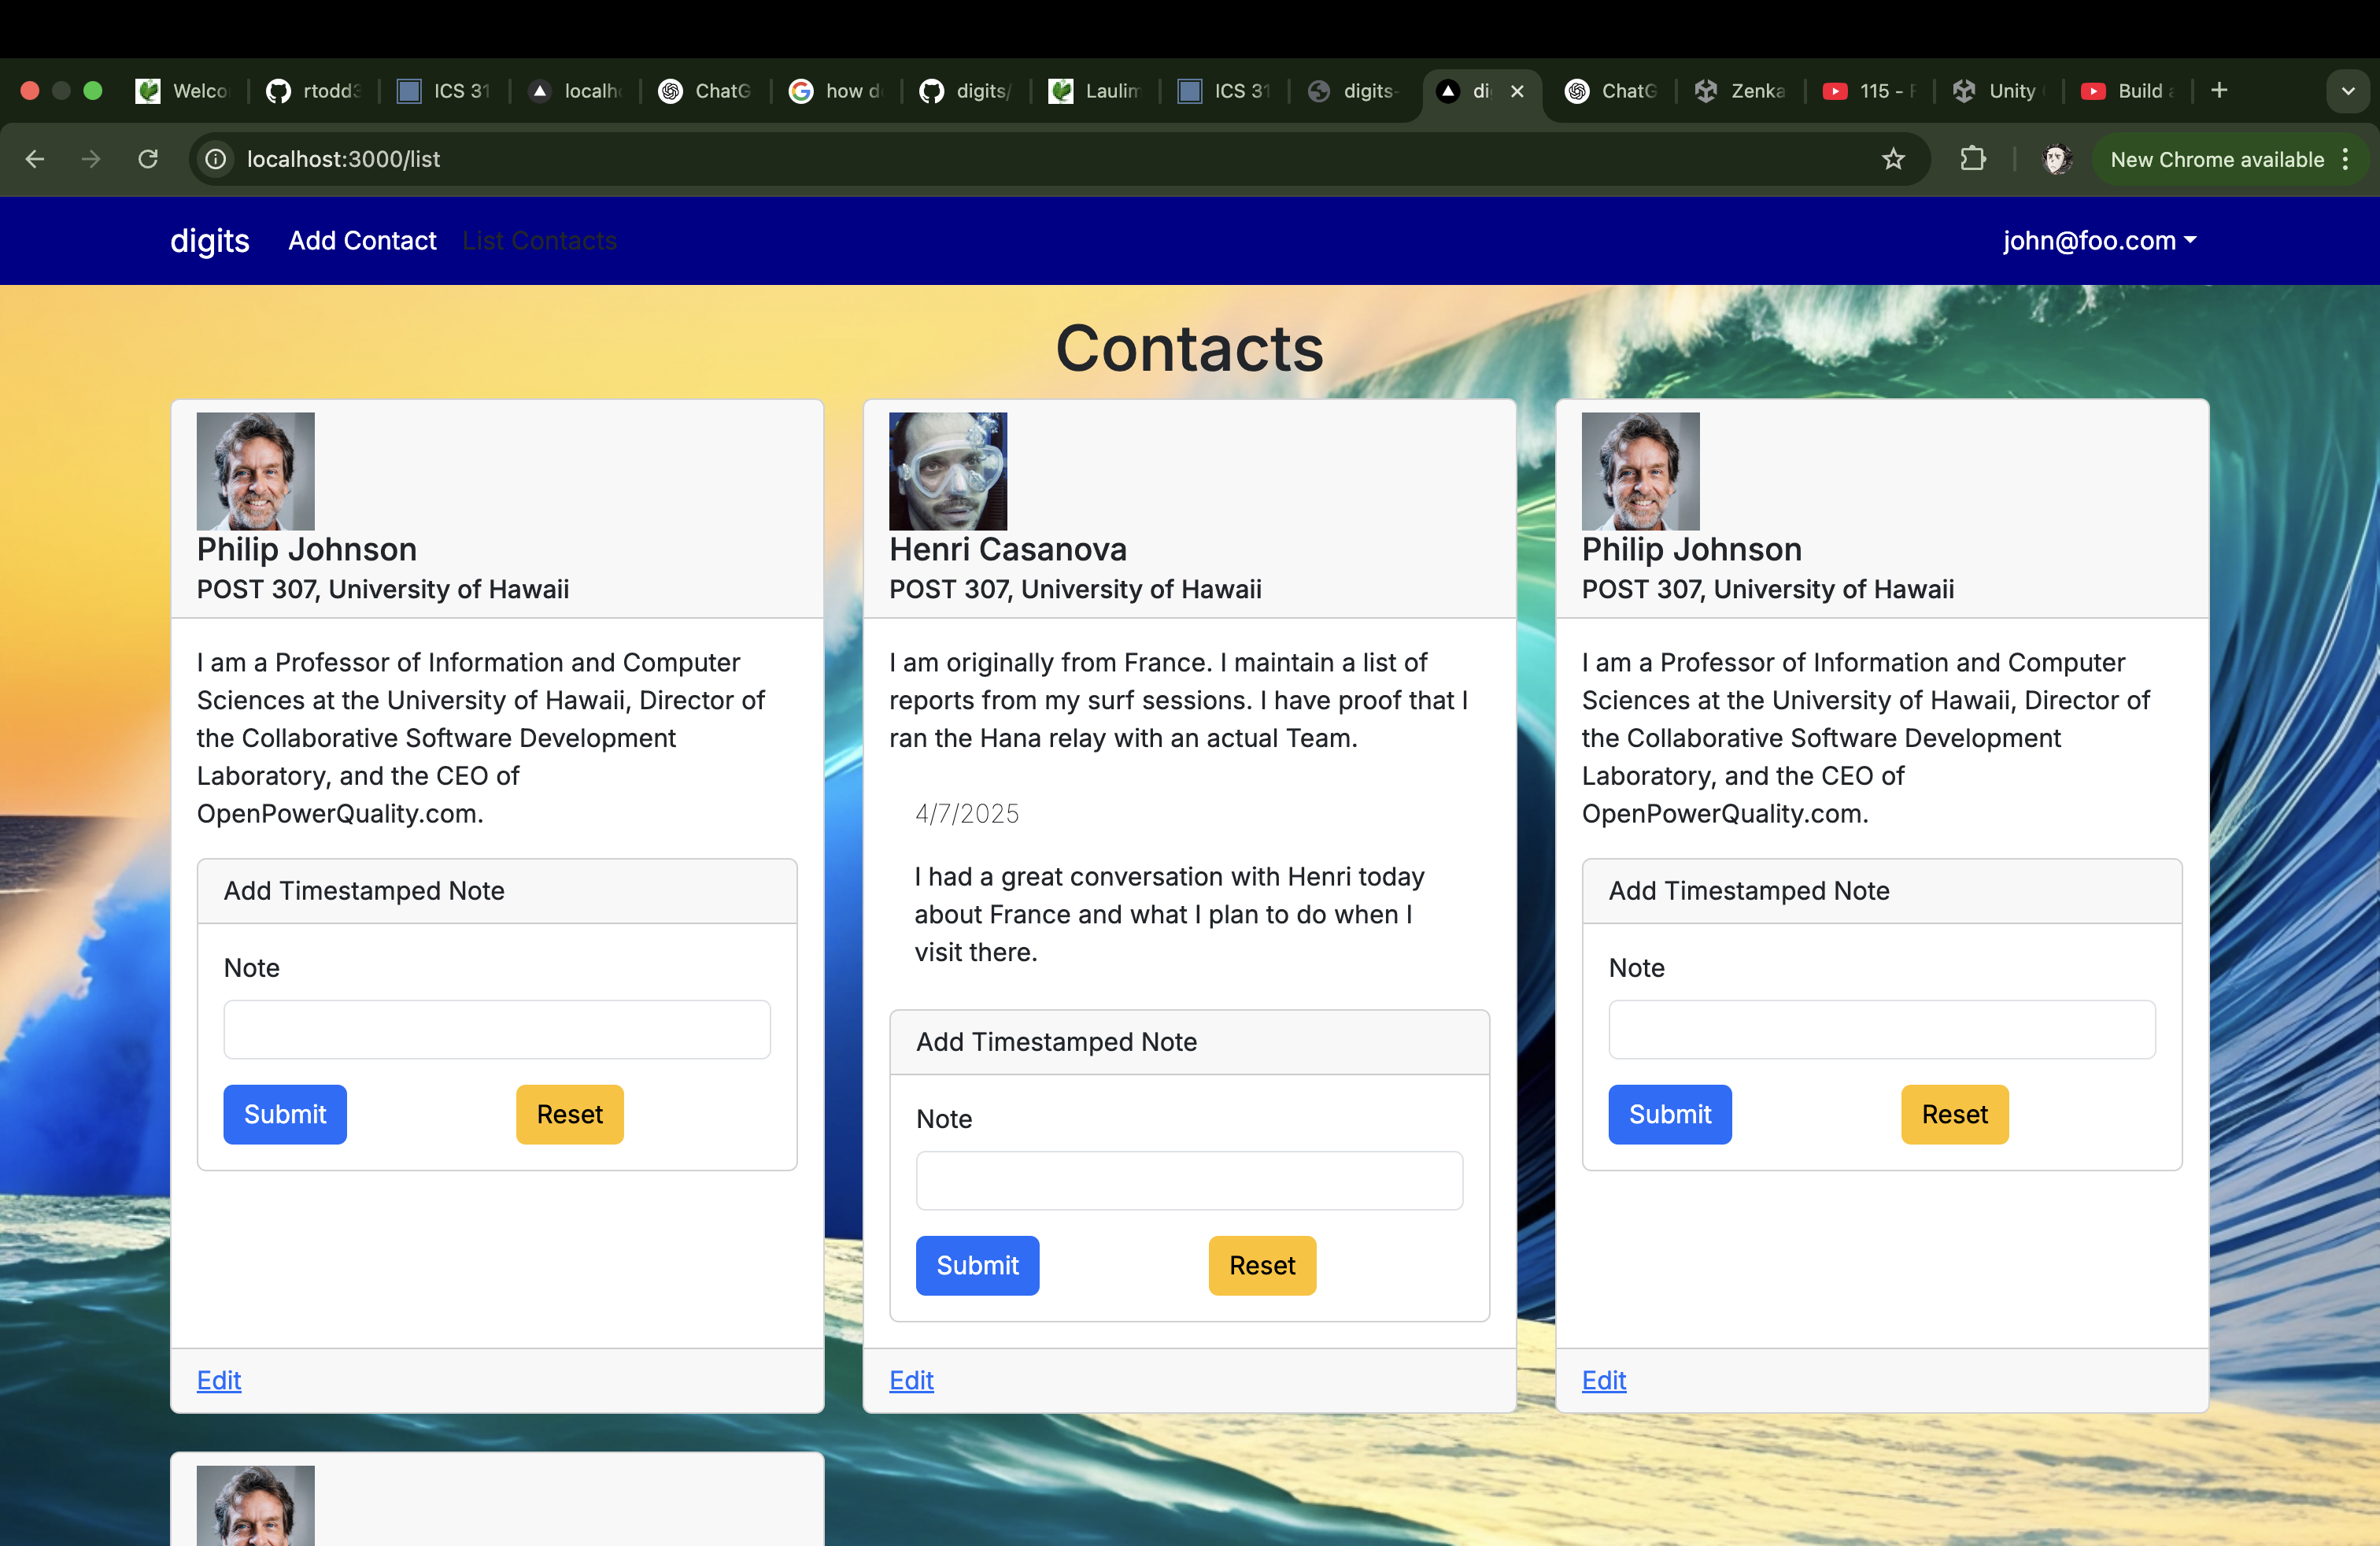 Welco
rtodd3
ICS 31
localho
ChatG
how d
digits/
Laulim
ICS 31
digits-
di
ChatG
Zenka
115 - F
Unity
Build a
localhost:3000/list
New Chrome available
digits Add Contact List Contacts john@foo.com
Contacts
Philip Johnson
POST 307, University of Hawaii
I am a Professor of Information and Computer
Sciences at the University of Hawaii, Director of
the Collaborative Software Development
Laboratory, and the CEO of
OpenPowerQuality.com.
Add Timestamped Note
Note
Submit Reset
Edit
Henri Casanova
POST 307, University of Hawaii
I am originally from France. I maintain a list of
reports from my surf sessions. I have proof that I
ran the Hana relay with an actual Team.
4/7/2025
I had a great conversation with Henri today
about France and what I plan to do when I
visit there.
Add Timestamped Note
Note
Submit Reset
Edit
Philip Johnson
POST 307, University of Hawaii
I am a Professor of Information and Computer
Sciences at the University of Hawaii, Director of
the Collaborative Software Development
Laboratory, and the CEO of
OpenPowerQuality.com.
Add Timestamped Note
Note
Submit Reset
Edit